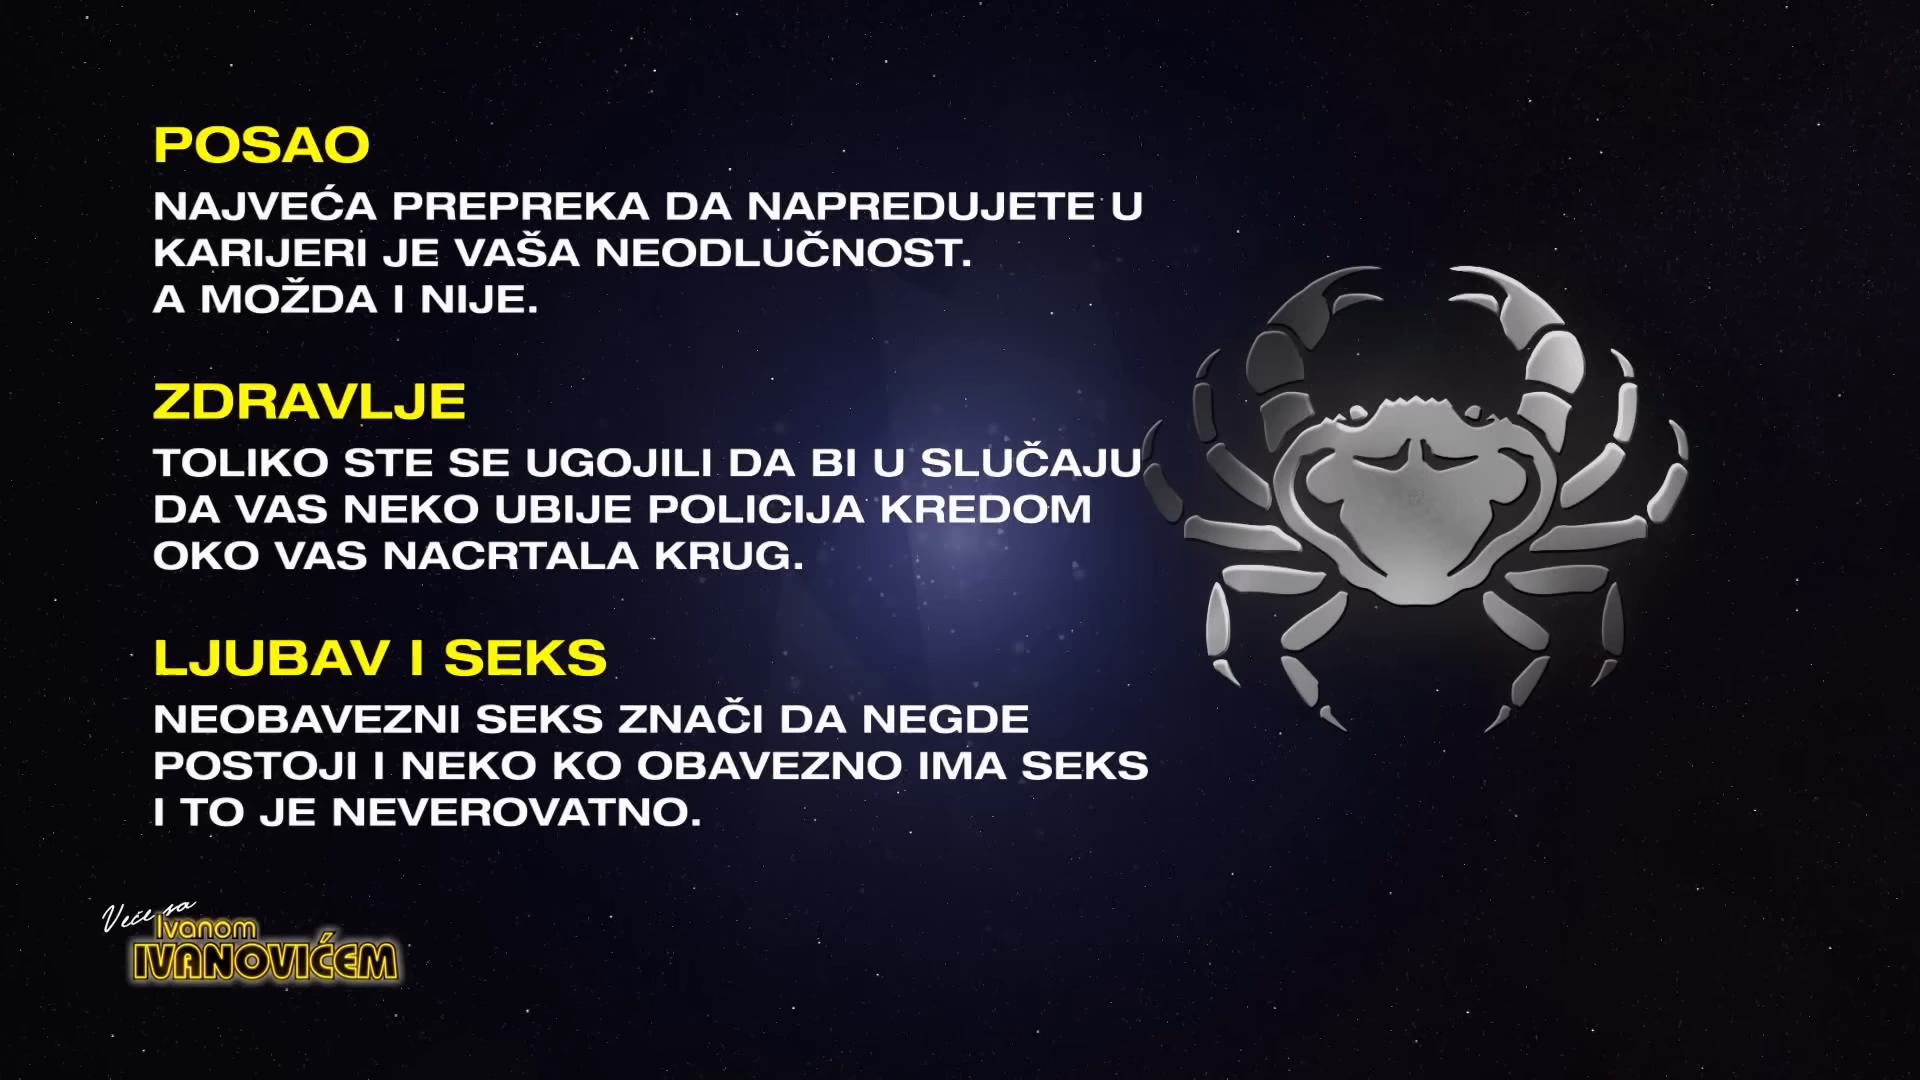 POSAO
NAJVEĆA PREPREKA DA NAPREDUJETE U
KARIJERI JE VAŠA NEODLUČNOST.
A MOŽDA I NIJE.
ZDRAVLJE
TOLIKO STE SE UGOJILI DA BI U SLUČAJU
DA VAS NEKO UBIJE POLICIJA KREDOM
OKO VAS NACRTALA KRUG.
LJUBAV I SEKS
NEOBAVEZNI SEKS ZNAČI DA NEGDE
POSTOJI I NEKO KO OBAVEZNO IMA SEKS
I TO JE NEVEROVATNO.
Veče sa
Ivanom
IVANOVIĆEM